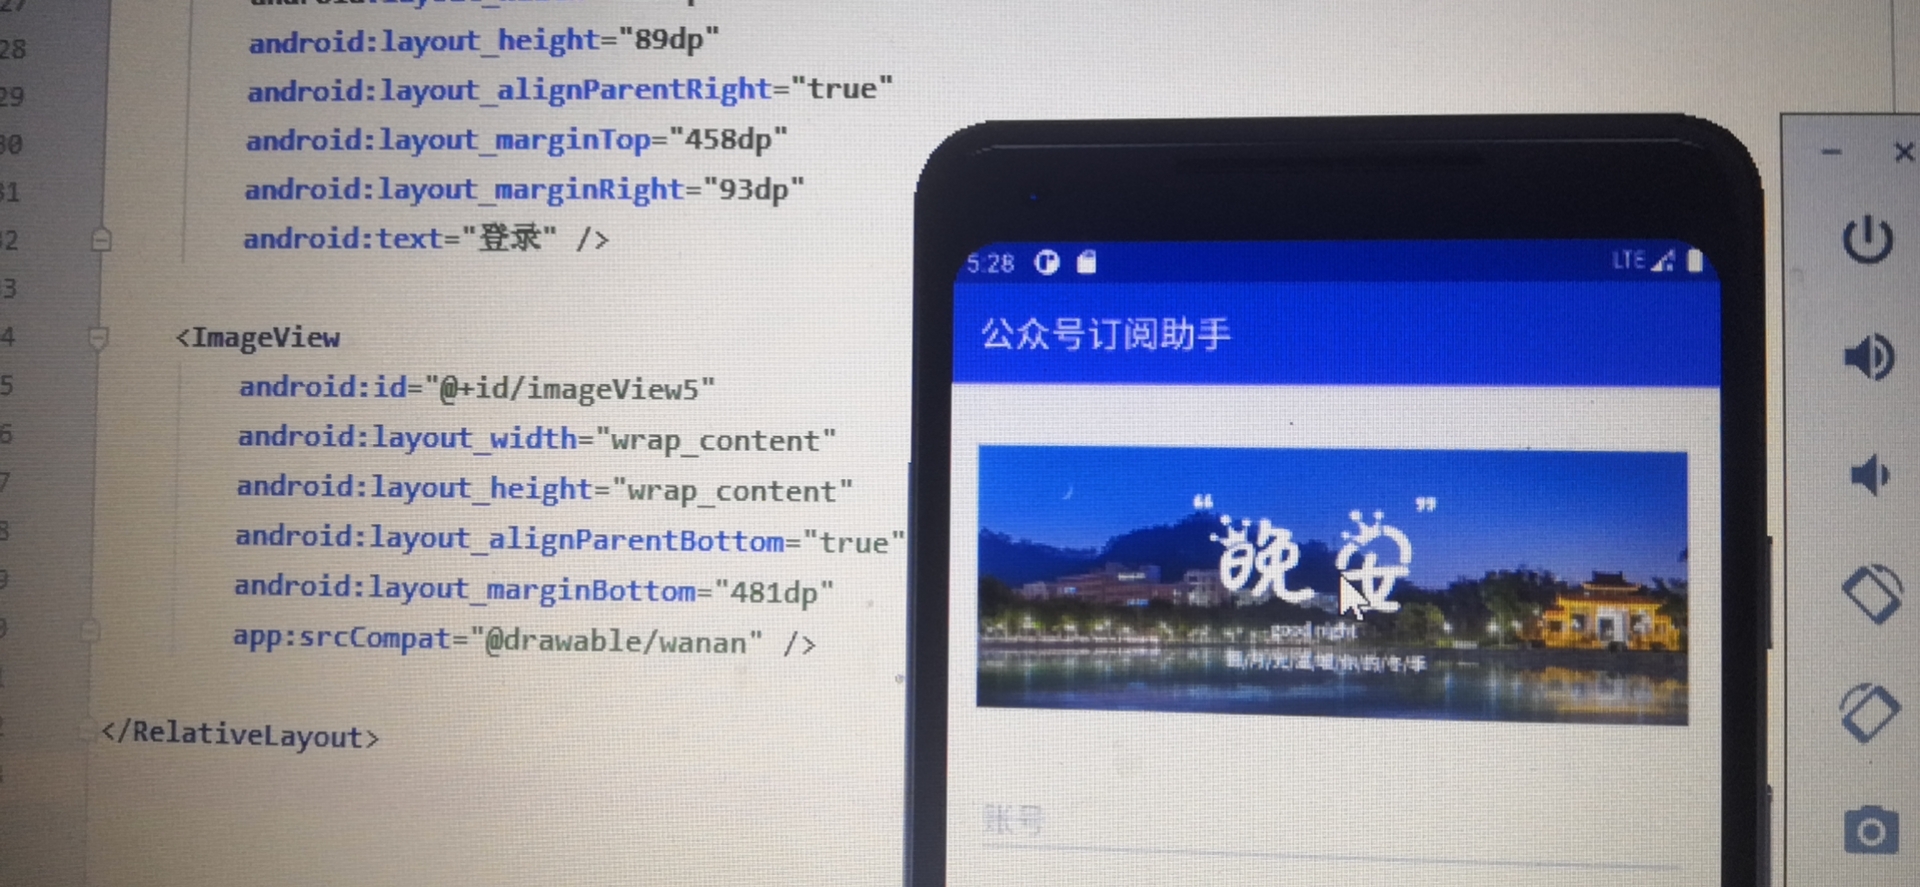 28
android:layout_height="89dp"
29
android:layout_alignParentRight="true"
30
android:layout_marginTop="458dp"
31
android:layout_marginRight="93dp"
32
android:text="登录" />
3
4
<ImageView
5
android:id="@+id/imageView5"
6
android:layout_width="wrap_content"
7
android:layout_height="wrap_content"
8
android:layout_alignParentBottom="true"
9
android:layout_marginBottom="481dp"
0
app:srcCompat="@drawable/wanan" />
</RelativeLayout>
5:28
LTE
公众号订阅助手
“晚安”
good night
账号